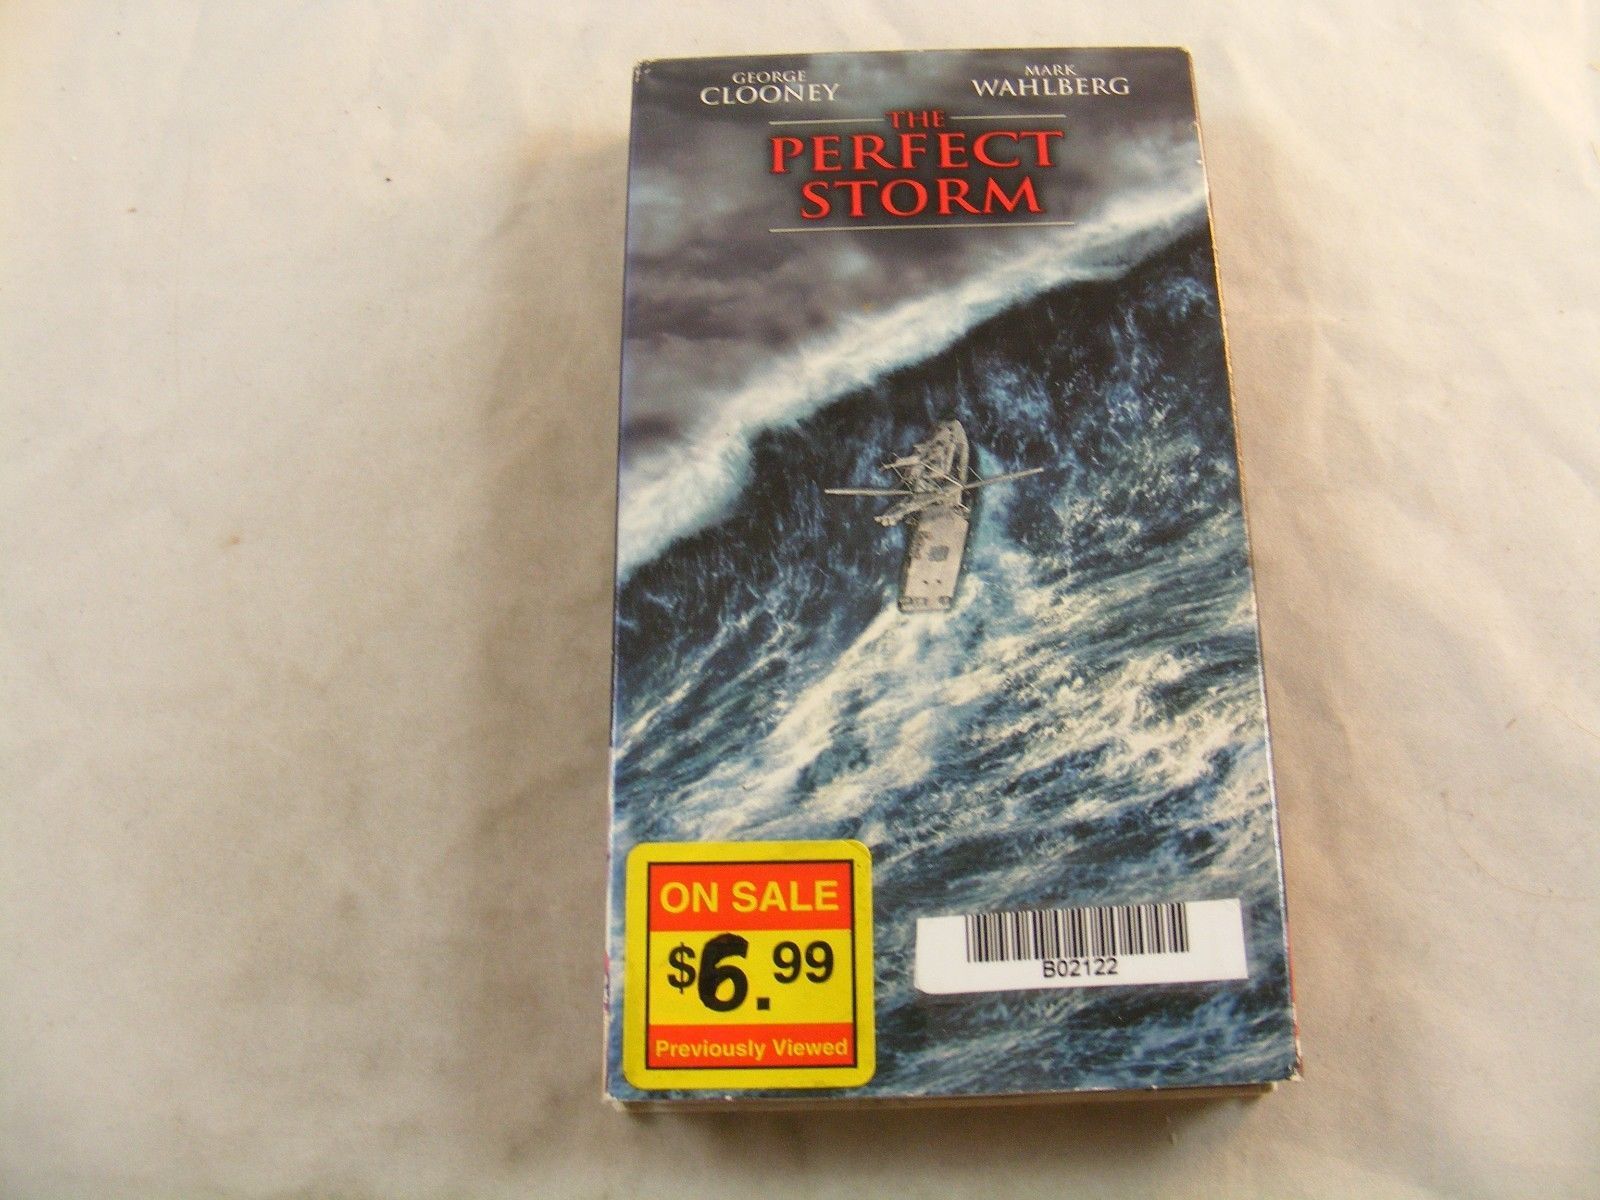 GEORGE CLOONEY
MARK WAHLBERG
THE
PERFECT
STORM
ON SALE
$6.99
Previously Viewed
B02122